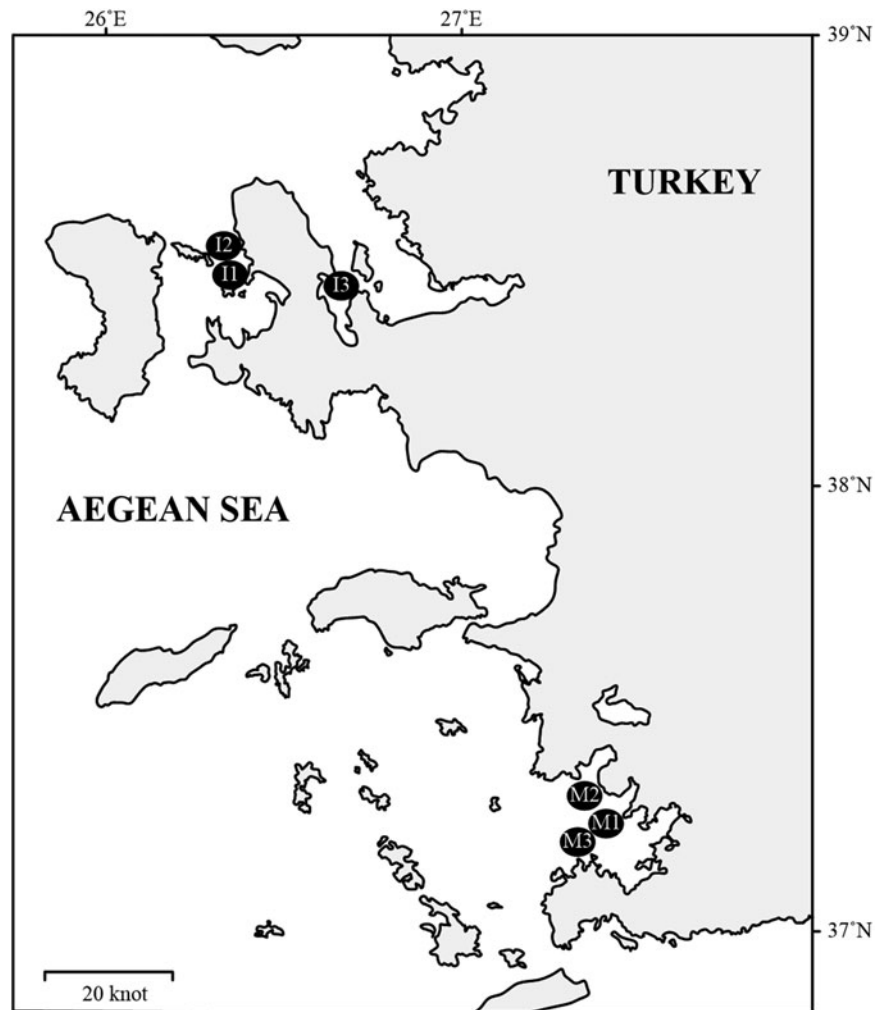 26°E
27°E
39°N
TURKEY
I2
I1
I3
38°N
AEGEAN SEA
M2
M1
M3
37°N
20 knot